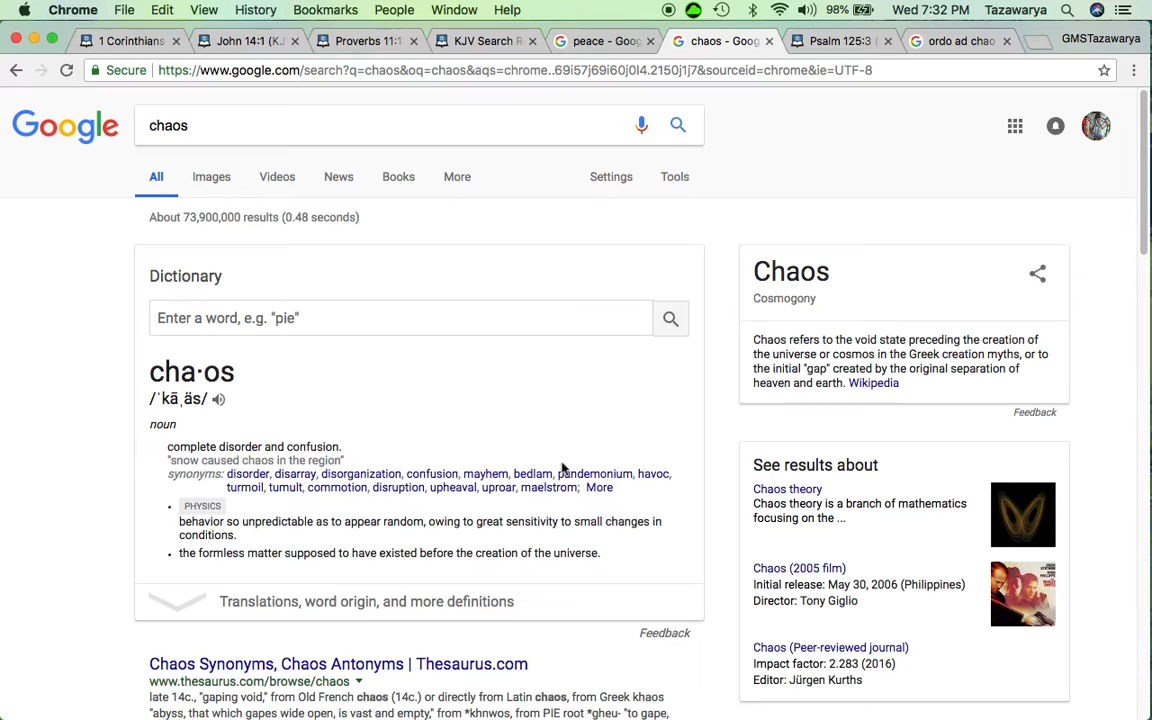 Chrome File Edit View History Bookmarks People Window Help 98% Wed 7:32 PM Tazawarya
1 Corinthians
John 14:1 (KJ
Proverbs 11:1
KJV Search R
peace - Goog
chaos - Goog
Psalm 125:3 (
ordo ad chao
GMSTazawarya
Secure https://www.google.com/search?q=chaos&oq=chaos&aqs=chrome..69i57j69i60j0l4.2150j1j7&sourceid=chrome&ie=UTF-8
Google
chaos
All Images Videos News Books More Settings Tools
About 73,900,000 results (0.48 seconds)
Dictionary
Enter a word, e.g. "pie"
cha·os
/ˈkāˌäs/
noun
complete disorder and confusion.
"snow caused chaos in the region"
synonyms: disorder, disarray, disorganization, confusion, mayhem, bedlam, pandemonium, havoc,
turmoil, tumult, commotion, disruption, upheaval, uproar, maelstrom; More
• PHYSICS
behavior so unpredictable as to appear random, owing to great sensitivity to small changes in
conditions.
• the formless matter supposed to have existed before the creation of the universe.
Translations, word origin, and more definitions
Feedback
Chaos Synonyms, Chaos Antonyms | Thesaurus.com
www.thesaurus.com/browse/chaos
late 14c., "gaping void," from Old French chaos (14c.) or directly from Latin chaos, from Greek khaos
"abyss, that which gapes wide open, is vast and empty," from *khnwos, from PIE root *gheu- "to gape,
Chaos
Cosmogony
Chaos refers to the void state preceding the creation of
the universe or cosmos in the Greek creation myths, or to
the initial "gap" created by the original separation of
heaven and earth. Wikipedia
Feedback
See results about
Chaos theory
Chaos theory is a branch of mathematics
focusing on the ...
Chaos (2005 film)
Initial release: May 30, 2006 (Philippines)
Director: Tony Giglio
Chaos (Peer-reviewed journal)
Impact factor: 2.283 (2016)
Editor: Jürgen Kurths